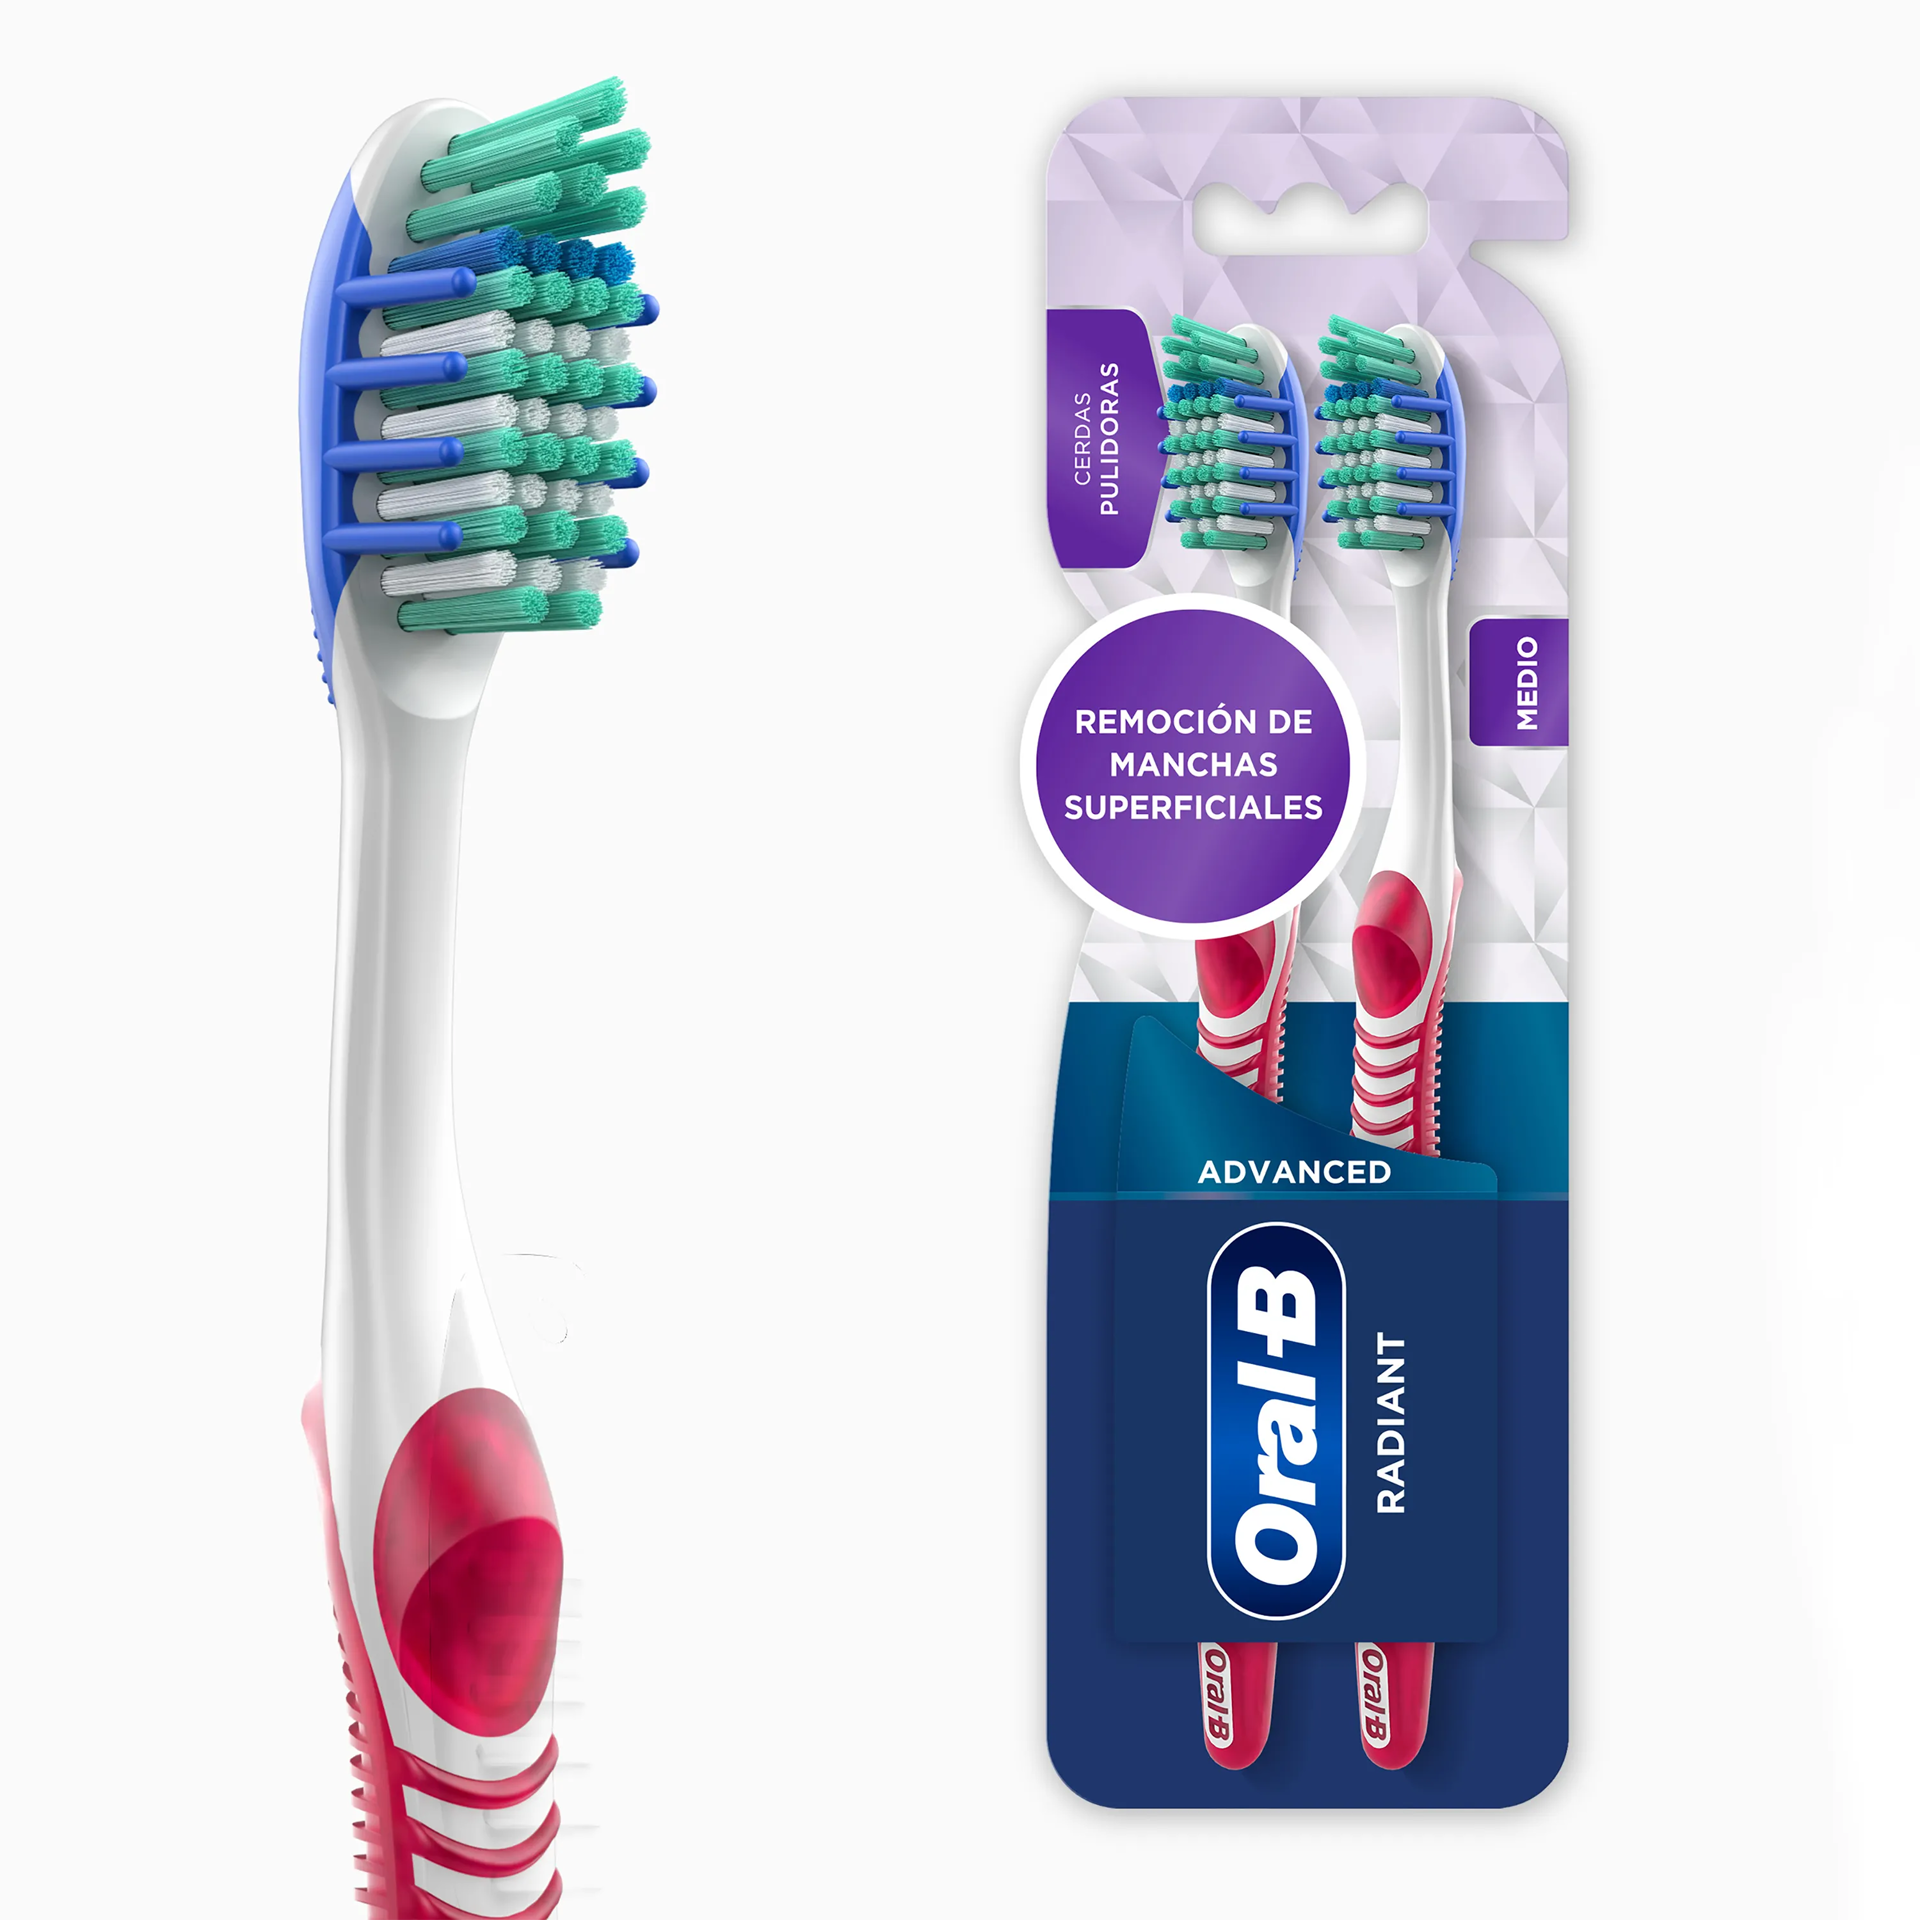 CERDAS
PULIDORAS
MEDIO
REMOCIÓN DE
MANCHAS
SUPERFICIALES
ADVANCED
Oral-B
RADIANT
Oral-B
Oral-B